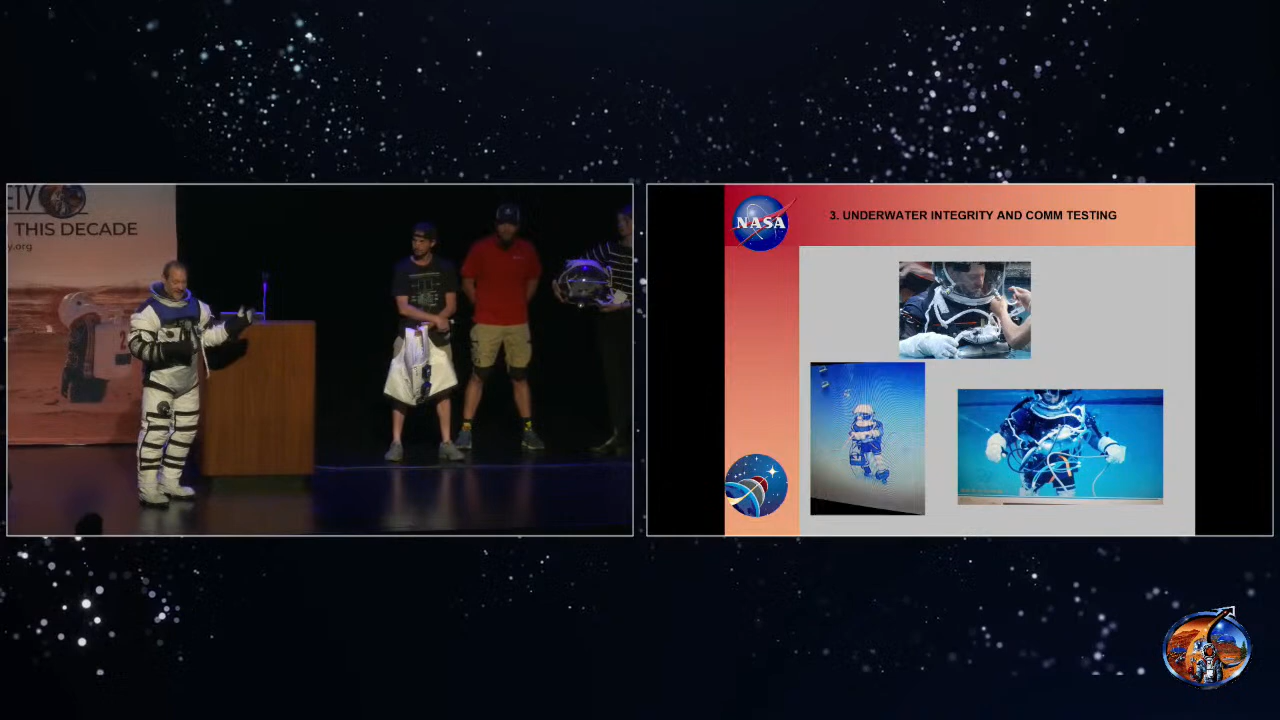 ETY
THIS DECADE
y.org
NASA
3. UNDERWATER INTEGRITY AND COMM TESTING